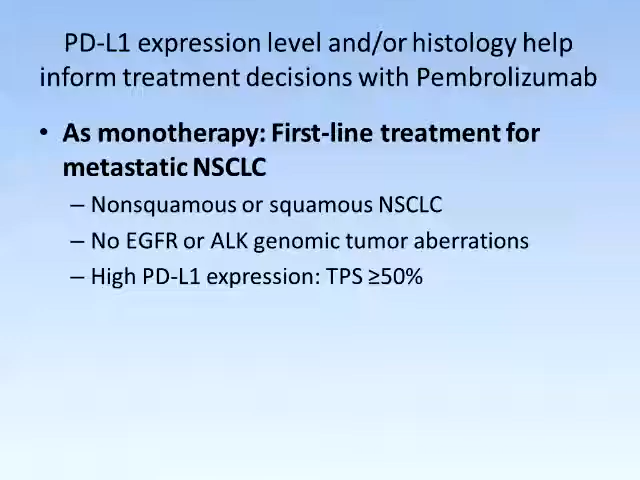 PD-L1 expression level and/or histology help
inform treatment decisions with Pembrolizumab
• As monotherapy: First-line treatment for
metastatic NSCLC
– Nonsquamous or squamous NSCLC
– No EGFR or ALK genomic tumor aberrations
– High PD-L1 expression: TPS ≥50%